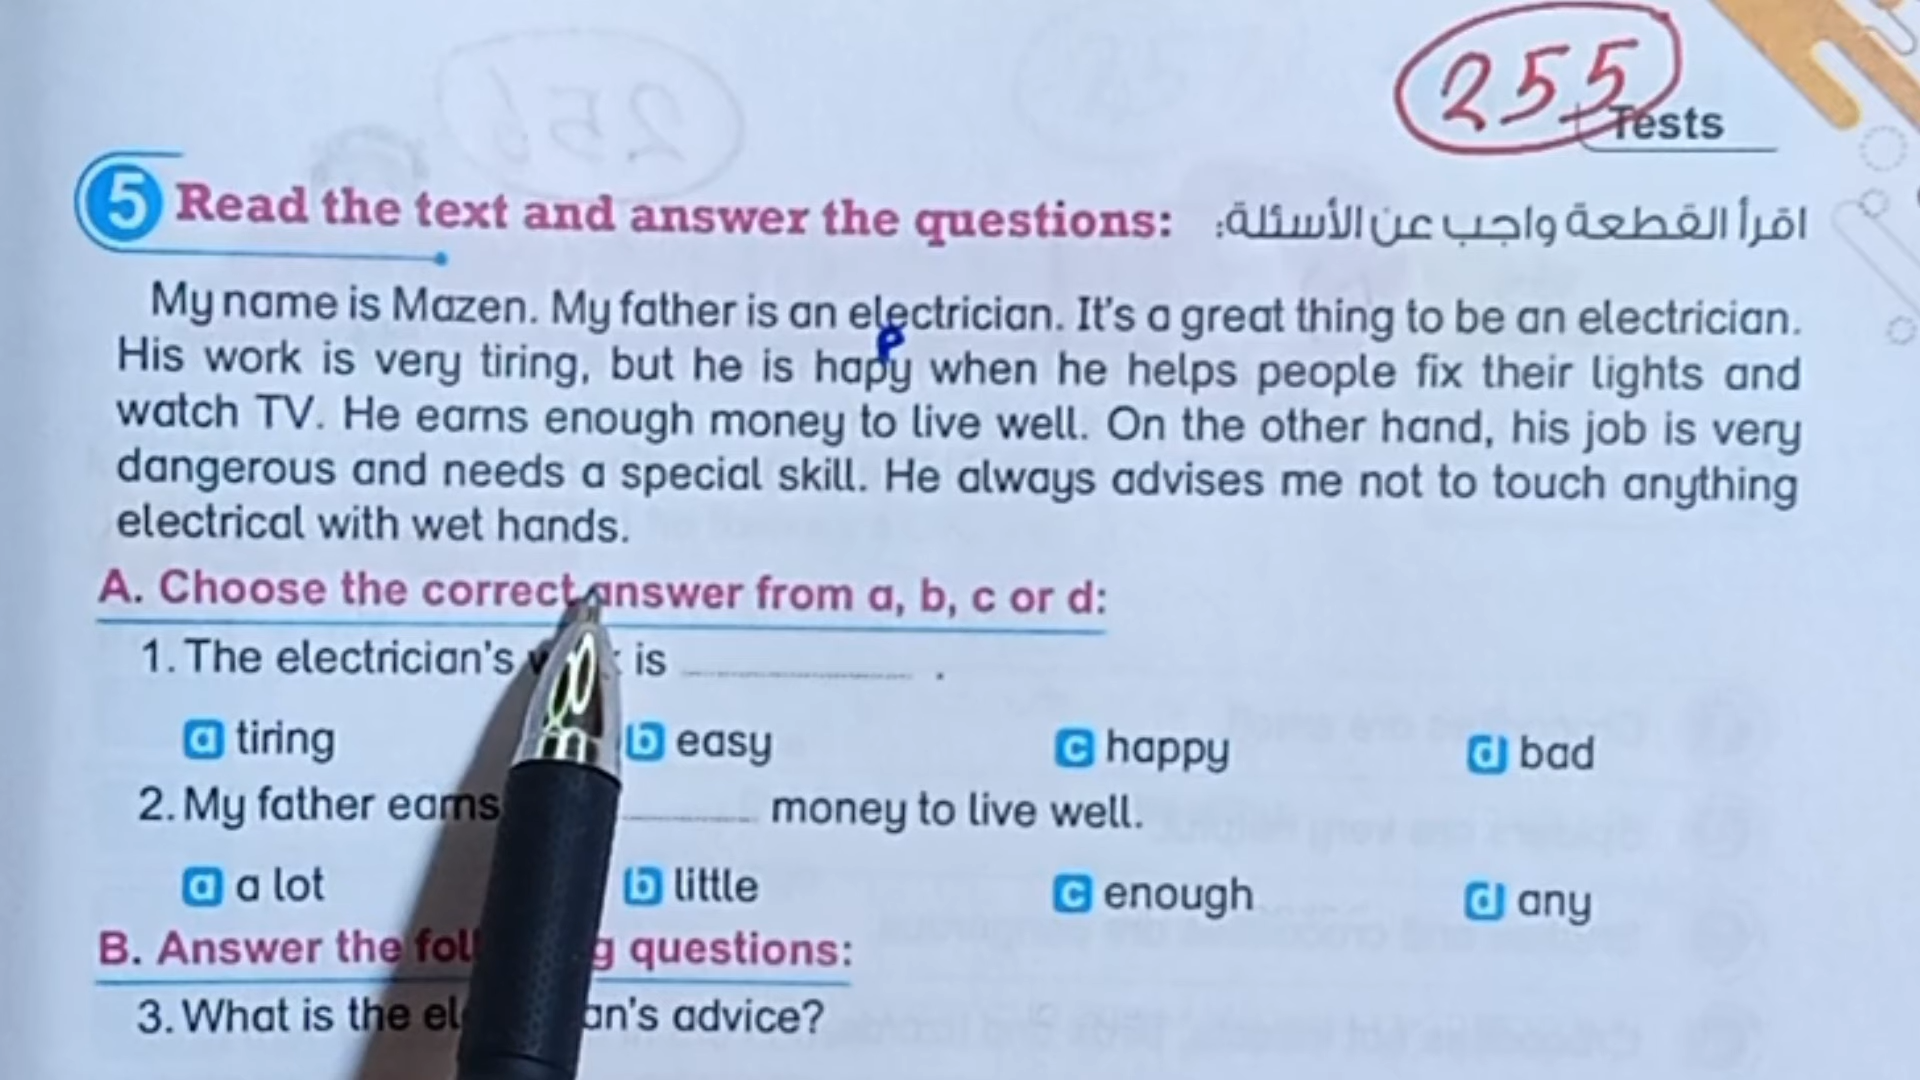 255
Tests
5 Read the text and answer the questions: اقرأ القطعة واجب عن الأسئلة:
My name is Mazen. My father is an electrician. It's a great thing to be an electrician.
p
His work is very tiring, but he is hapy when he helps people fix their lights and
watch TV. He earns enough money to live well. On the other hand, his job is very
dangerous and needs a special skill. He always advises me not to touch anything
electrical with wet hands.
A. Choose the correct answer from a, b, c or d:
1. The electrician's is .
a tiring b easy c happy d bad
2. My father earns money to live well.
a a lot b little c enough d any
B. Answer the questions:
3. What is the advice?